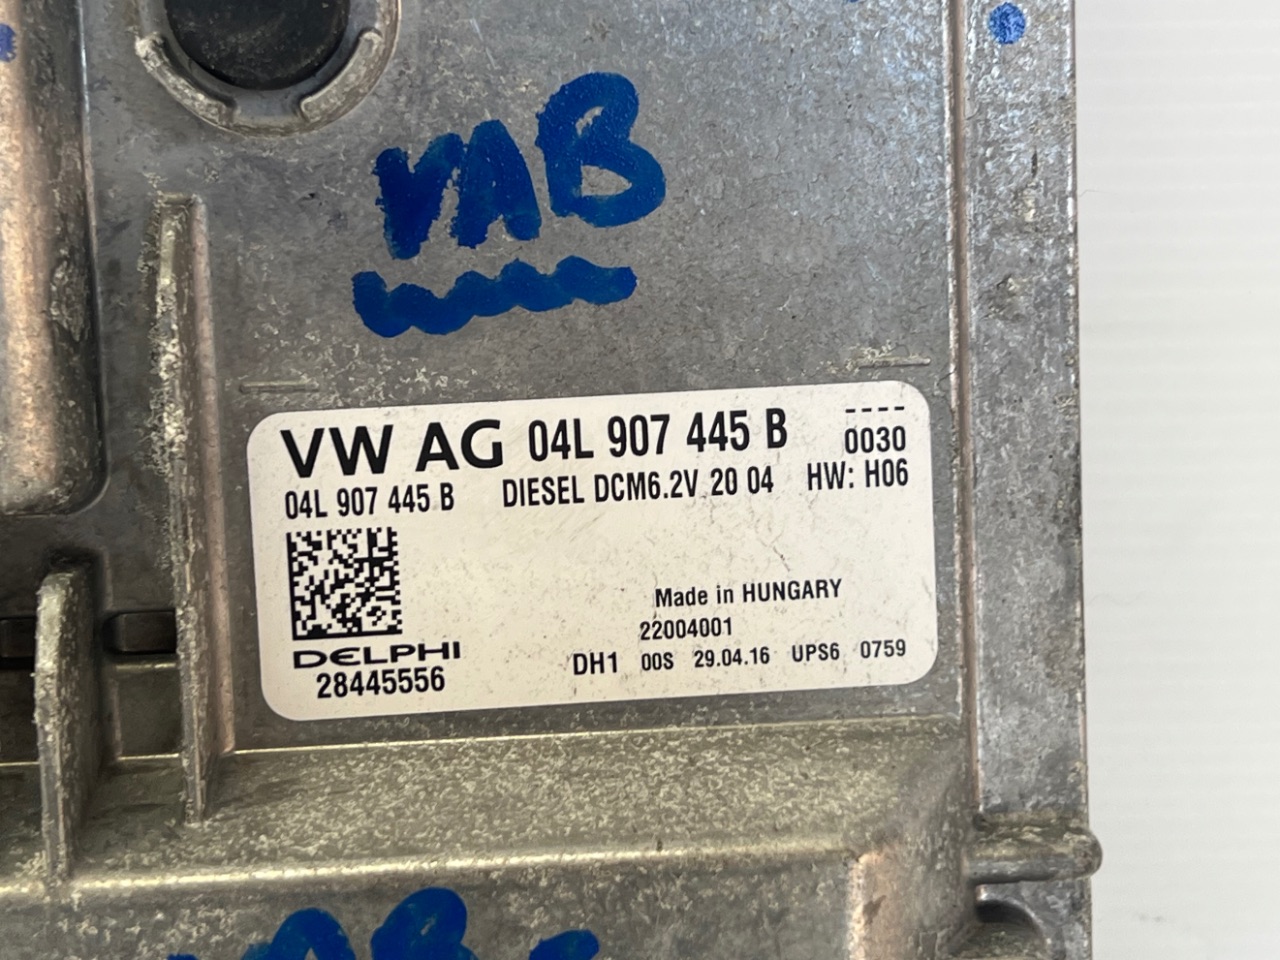 VAB
VW AG 04L 907 445 B ----
0030
04L 907 445 B DIESEL DCM6.2V 20 04 HW: H06
Made in HUNGARY
22004001
DELPHI
DH1 00S 29.04.16 UPS6 0759
28445556